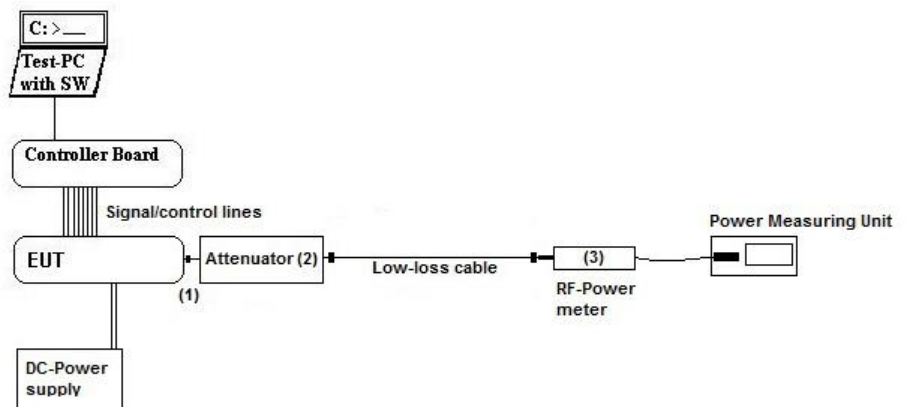 C: >__
Test-PC
with SW
Controller Board
Signal/control lines
EUT
(1)
Attenuator (2)
Low-loss cable
(3)
RF-Power
meter
Power Measuring Unit
DC-Power
supply